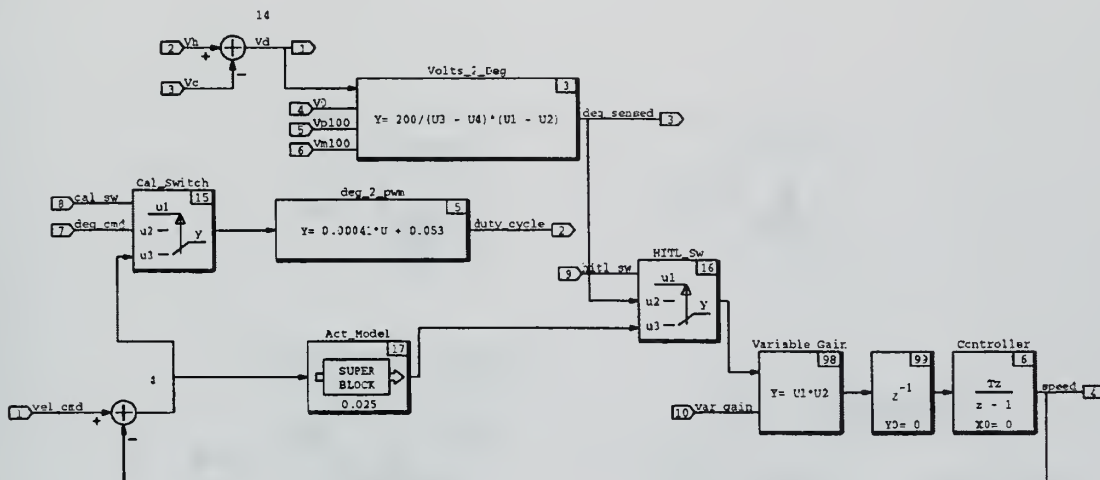 14
2 Vh + Vd 1
3 Vc -
Volts_2_Deg
3
4 V0
5 Vp100
6 Vm100
Y= 200/(U3 - U4)*(U1 - U2)
deg_sensed 3
Cal_Switch
15
8 cal_sw
7 deg_cmd
u1
u2
u3
y
deg_2_pwm
5
Y= 0.00041*U + 0.053
duty_cycle 2
HITL_Sw
16
9 hitl_sw
u1
u2
u3
y
Act_Model
17
SUPER
BLOCK
0.025
Variable Gain
98
Y= U1*U2
10 var_gain
99
z-1
Y0= 0
Controller
6
Tz
z - 1
X0= 0
speed 4
1 vel_cmd + -